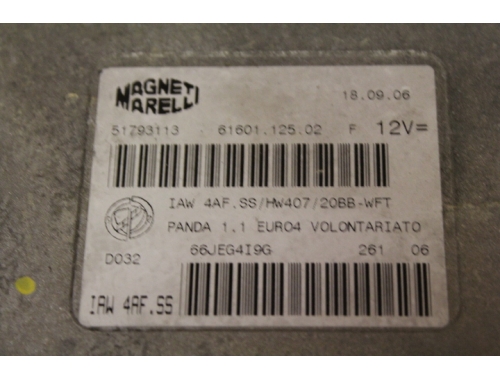 MAGNETI
MARELLI
18.09.06
51793113 61601.125.02 F 12V=
IAW 4AF.SS/HW407/20BB-WFT
PANDA 1.1 EURO4 VOLONTARIATO
D032 66JEG4I9G 261 06
IAW 4AF.SS